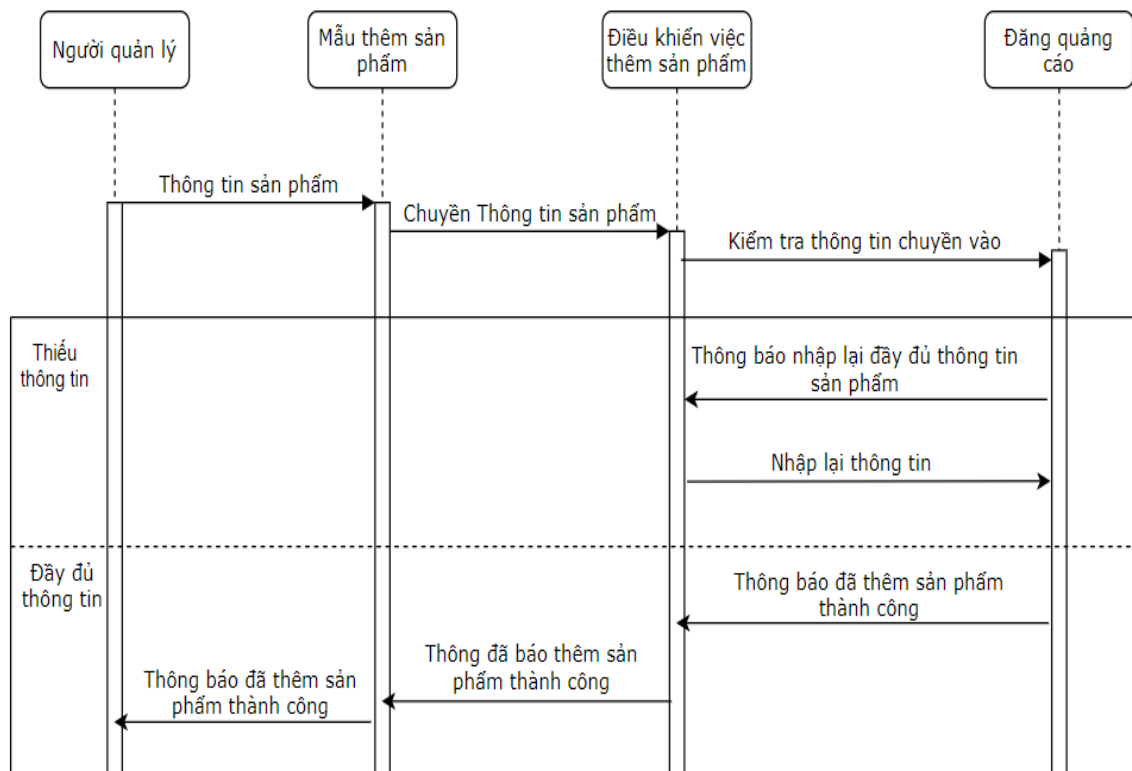 Người quản lý
Mẫu thêm sản
phẩm
Điều khiển việc
thêm sản phẩm
Đăng quảng
cáo
Thông tin sản phẩm
Chuyền Thông tin sản phẩm
Kiểm tra thông tin chuyền vào
Thiếu
thông tin
Thông báo nhập lại đầy đủ thông tin
sản phẩm
Nhập lại thông tin
Đầy đủ
thông tin
Thông báo đã thêm sản phẩm
thành công
Thông đã báo thêm sản
phẩm thành công
Thông báo đã thêm sản
phẩm thành công